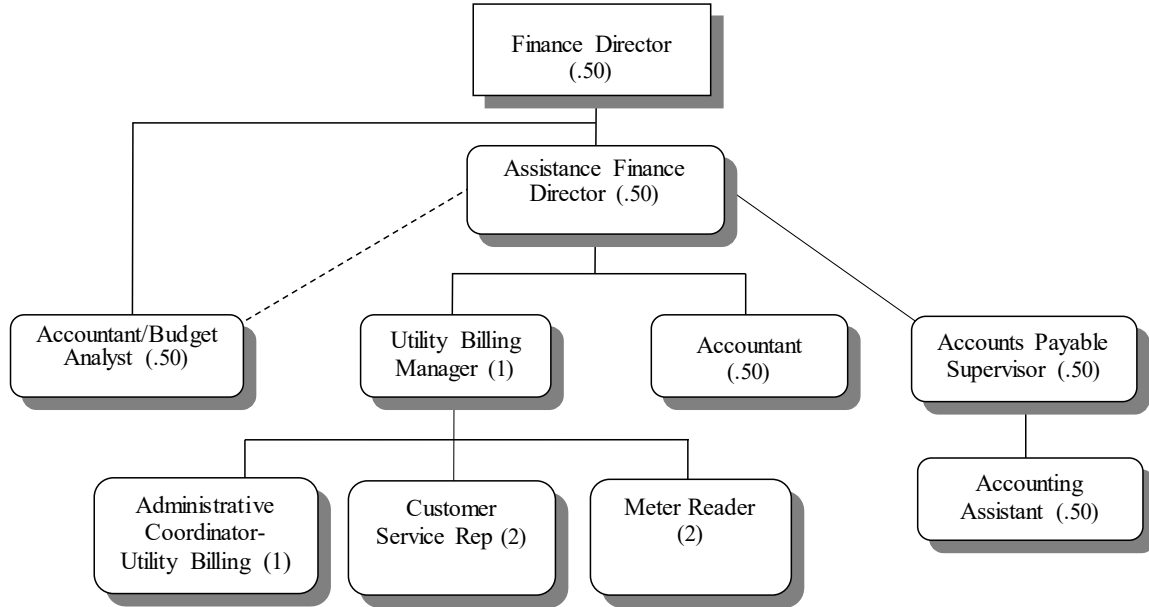 Finance Director
(.50)
Assistance Finance
Director (.50)
Accountant/Budget
Analyst (.50)
Utility Billing
Manager (1)
Accountant
(.50)
Accounts Payable
Supervisor (.50)
Administrative
Coordinator-
Utility Billing (1)
Customer
Service Rep (2)
Meter Reader
(2)
Accounting
Assistant (.50)